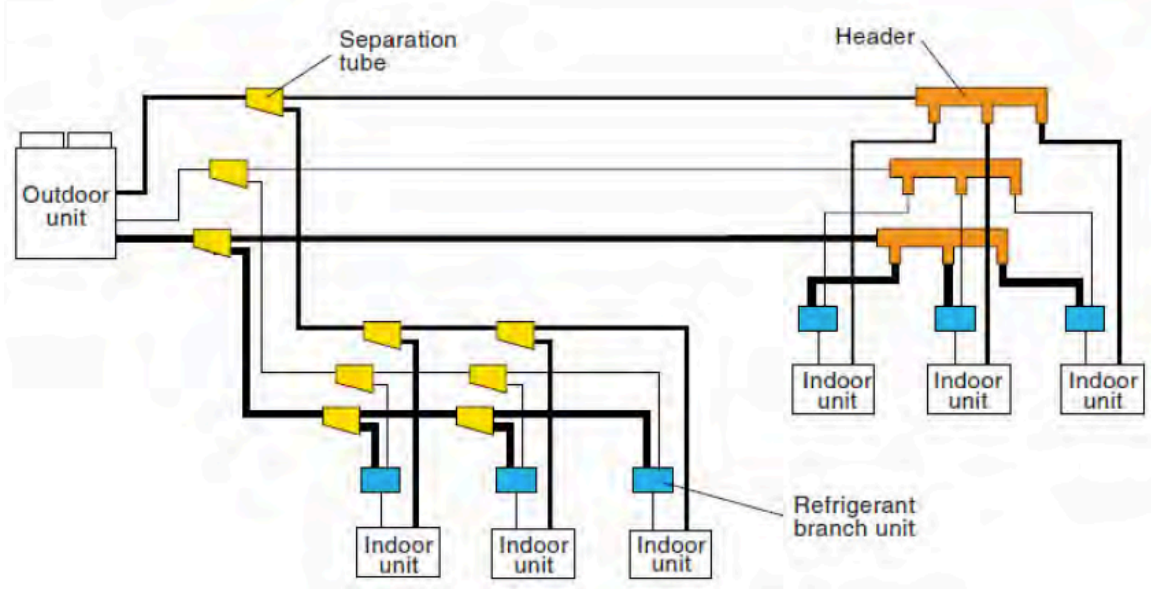 Separation
tube
Header
Outdoor
unit
Indoor
unit
Indoor
unit
Indoor
unit
Refrigerant
branch unit
Indoor
unit
Indoor
unit
Indoor
unit